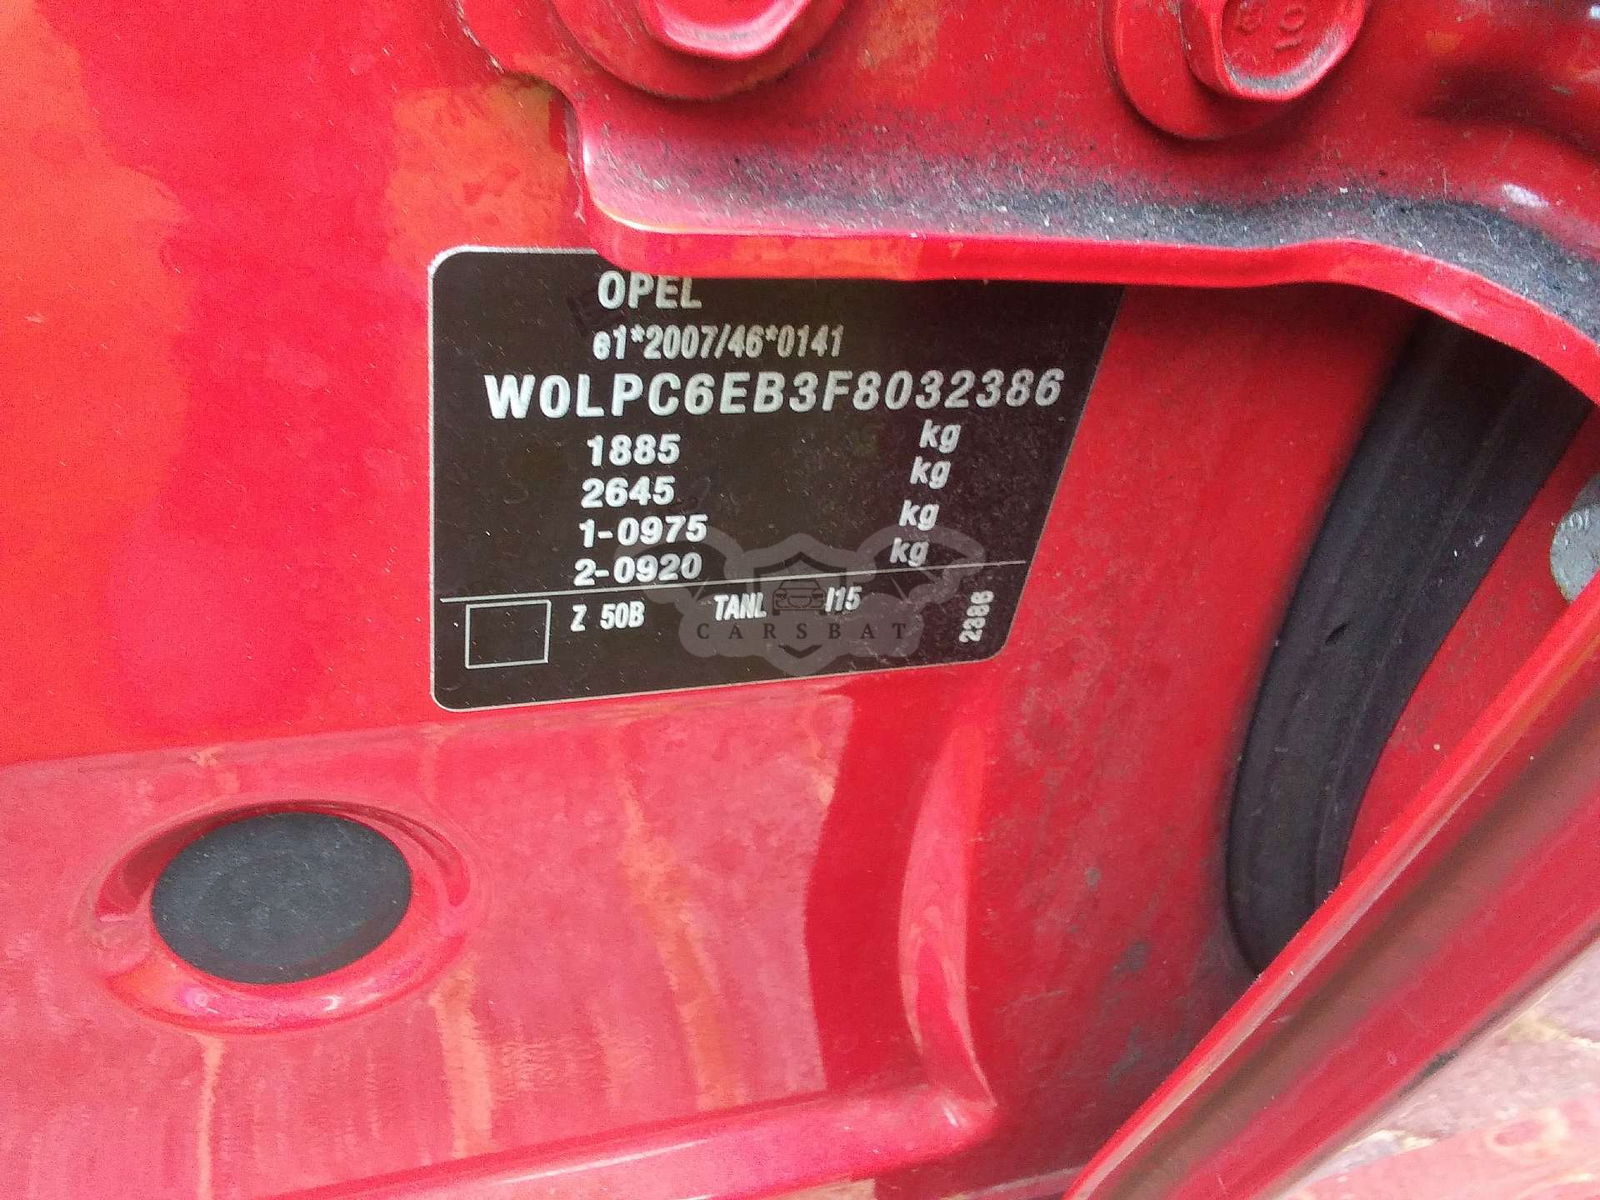 OPEL
e1*2007/46*0141
W0LPC6EB3F8032386
1885 kg
2645 kg
1-0975 kg
2-0920 kg
Z 50B TANL I15 2386
CARSBAT
10